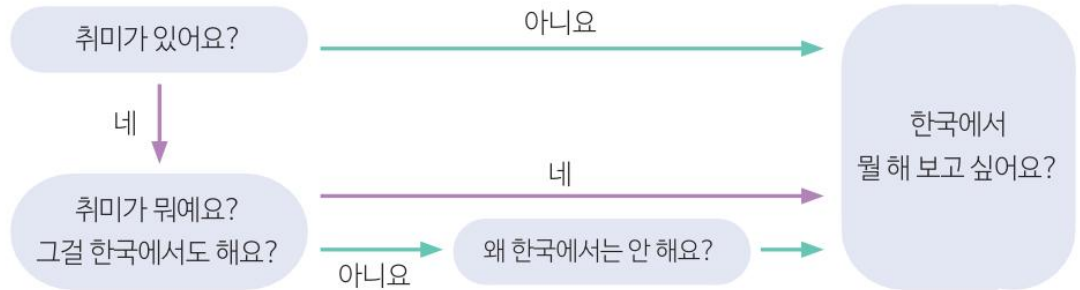 취미가 있어요?
아니요
네
취미가 뭐예요?
그걸 한국에서도 해요?
네
아니요
왜 한국에서는 안 해요?
한국에서
뭘 해 보고 싶어요?